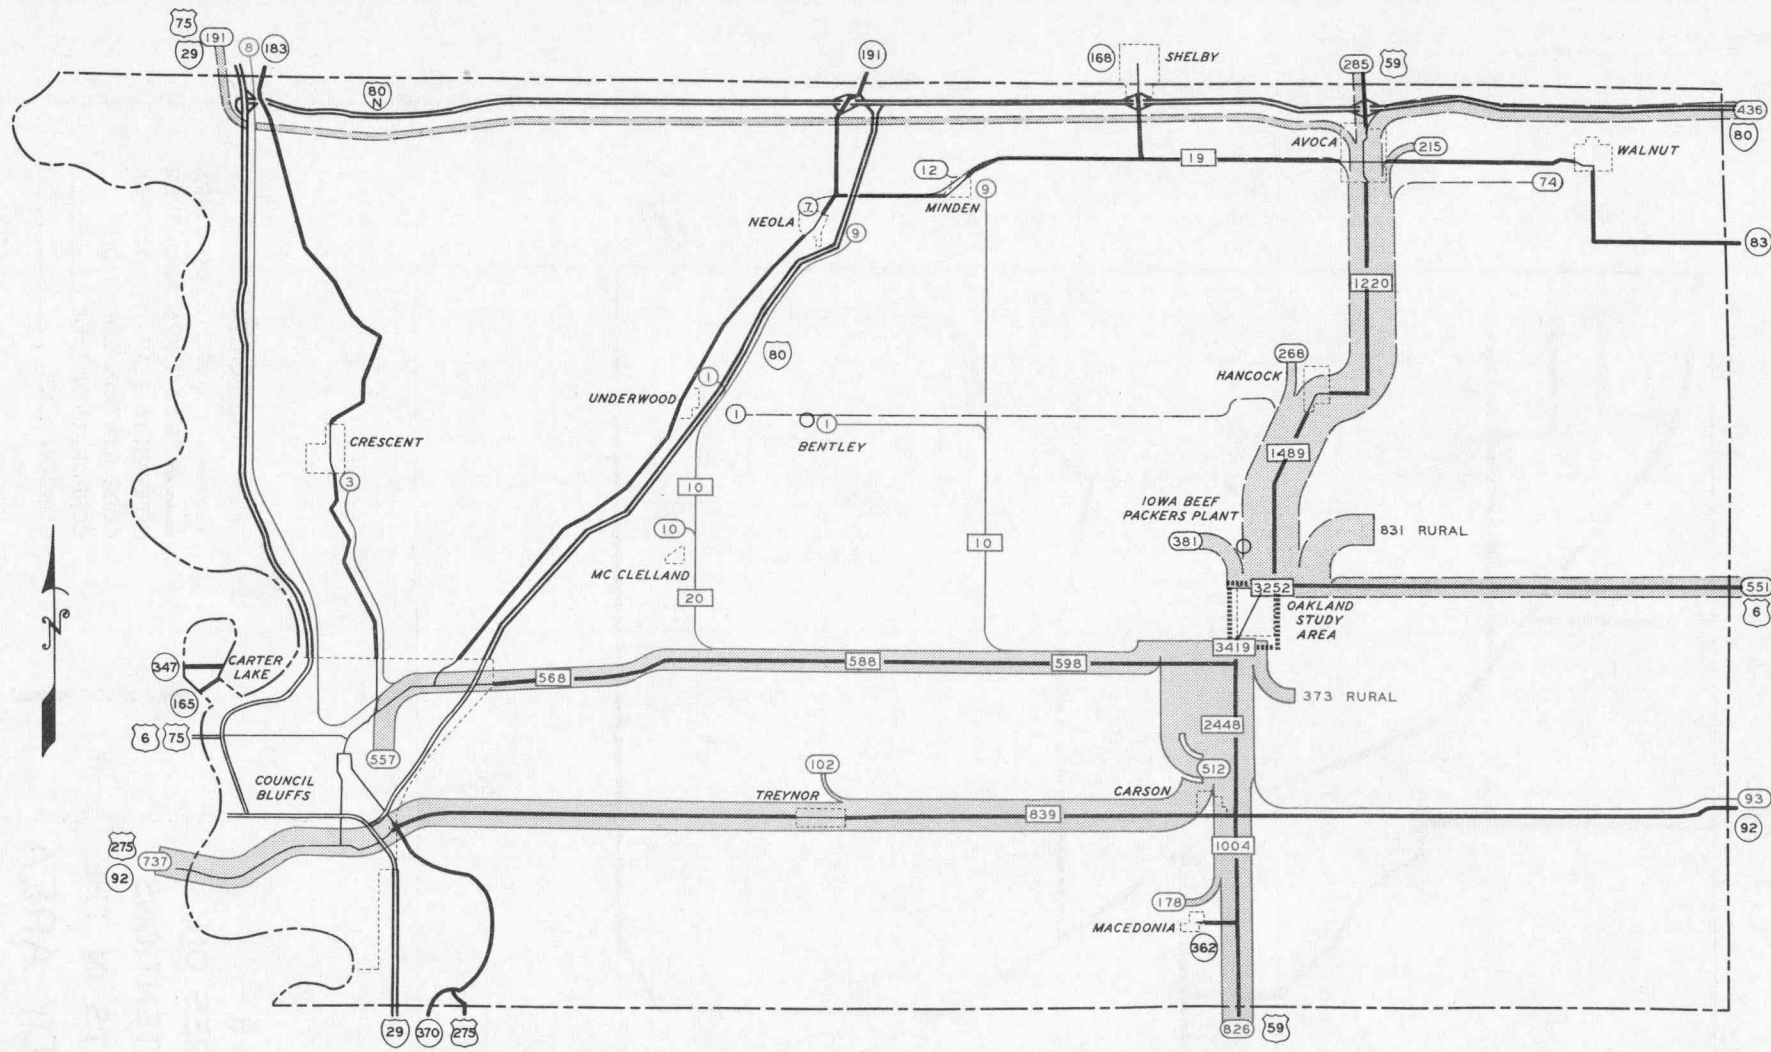 75
191
29
8
183
80
N
191
168
SHELBY
285
59
436
80
AVOCA
215
WALNUT
19
12
9
74
MINDEN
7
NEOLA
9
83
1220
80
268
HANCOCK
1
UNDERWOOD
1
1
BENTLEY
CRESCENT
1489
3
10
IOWA BEEF
PACKERS PLANT
831 RURAL
10
10
381
MC CLELLAND
20
3252
551
6
OAKLAND
STUDY
AREA
N
347
CARTER
LAKE
165
3419
568
588
598
373 RURAL
6
75
2448
557
102
512
COUNCIL
BLUFFS
TREYNOR
CARSON
839
93
92
275
737
92
1004
178
MACEDONIA
362
29
370
275
826
59